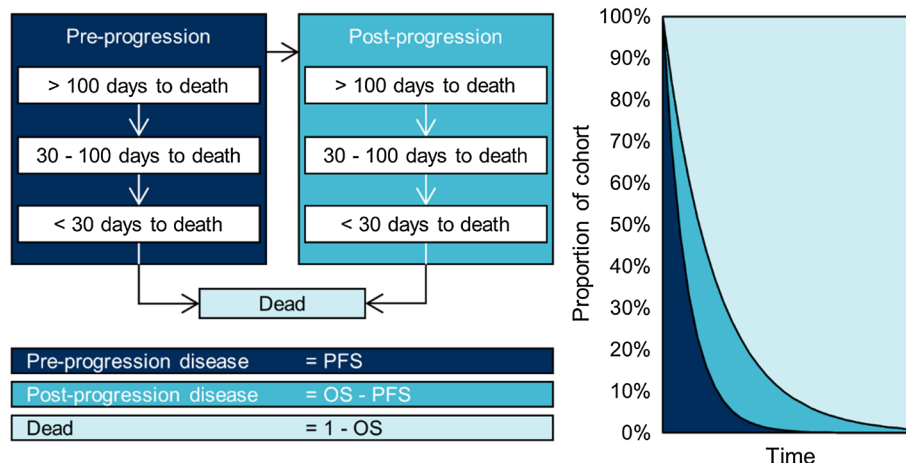 Pre-progression
> 100 days to death
30 - 100 days to death
< 30 days to death
Post-progression
> 100 days to death
30 - 100 days to death
< 30 days to death
Dead
Pre-progression disease = PFS
Post-progression disease = OS - PFS
Dead = 1 - OS
Proportion of cohort
100%
90%
80%
70%
60%
50%
40%
30%
20%
10%
0%
Time